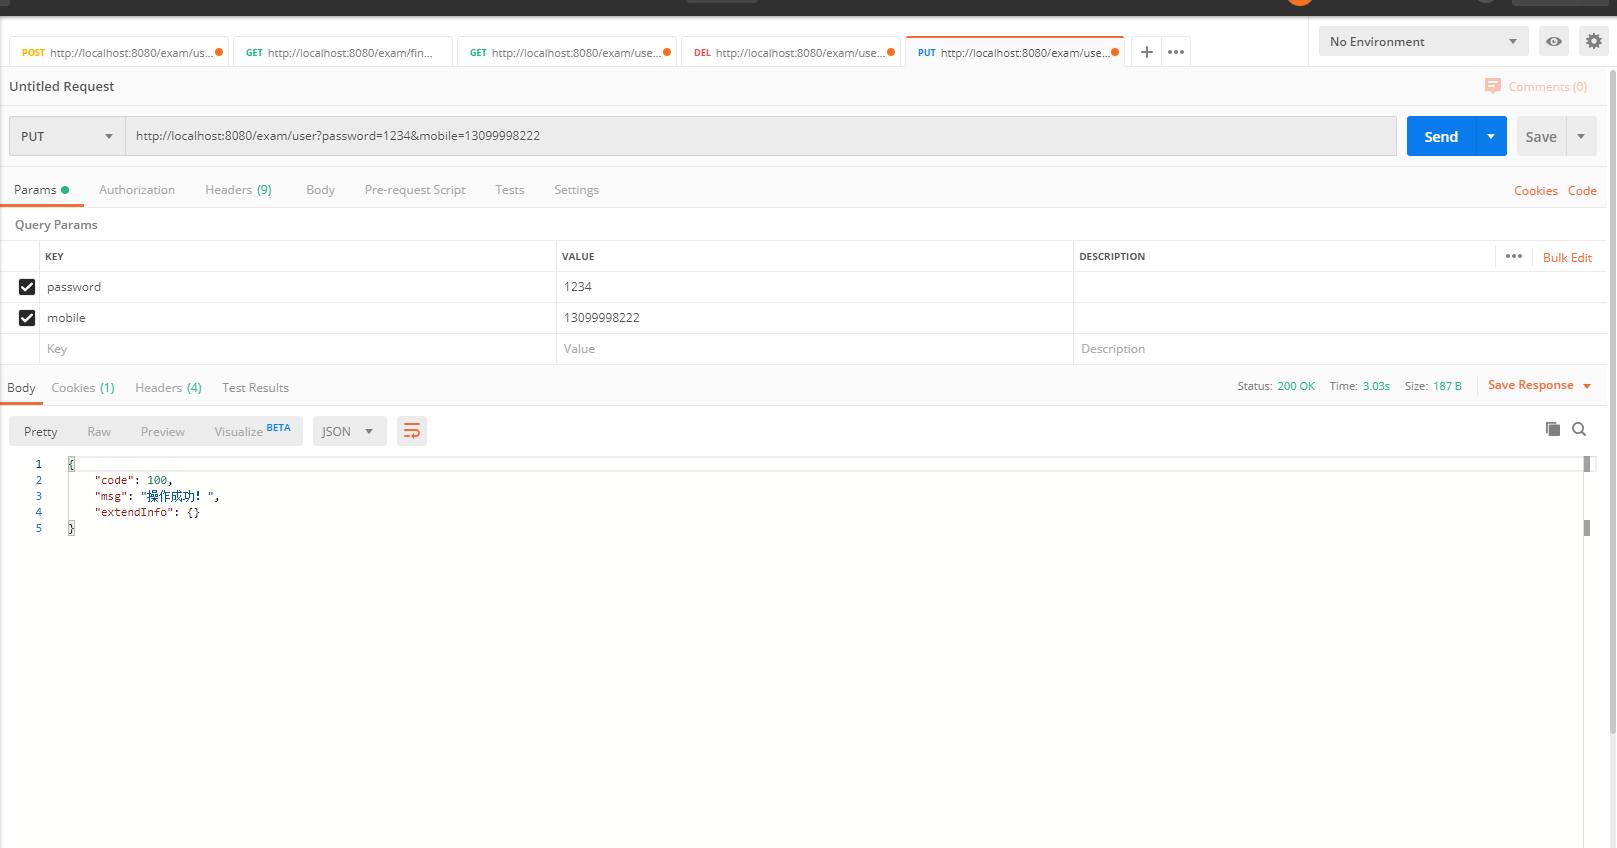 POST http://localhost:8080/exam/us... GET http://localhost:8080/exam/fin... GET http://localhost:8080/exam/use... DEL http://localhost:8080/exam/use... PUT http://localhost:8080/exam/use... + ••• No Environment
Untitled Request Comments (0)
PUT http://localhost:8080/exam/user?password=1234&mobile=13099998222 Send Save
Params Authorization Headers (9) Body Pre-request Script Tests Settings Cookies Code
Query Params
KEY VALUE DESCRIPTION ••• Bulk Edit
password 1234
mobile 13099998222
Key Value Description
Body Cookies (1) Headers (4) Test Results Status: 200 OK Time: 3.03s Size: 187 B Save Response
Pretty Raw Preview Visualize BETA JSON
1 {
2 "code": 100,
3 "msg": "操作成功！",
4 "extendInfo": {}
5 }